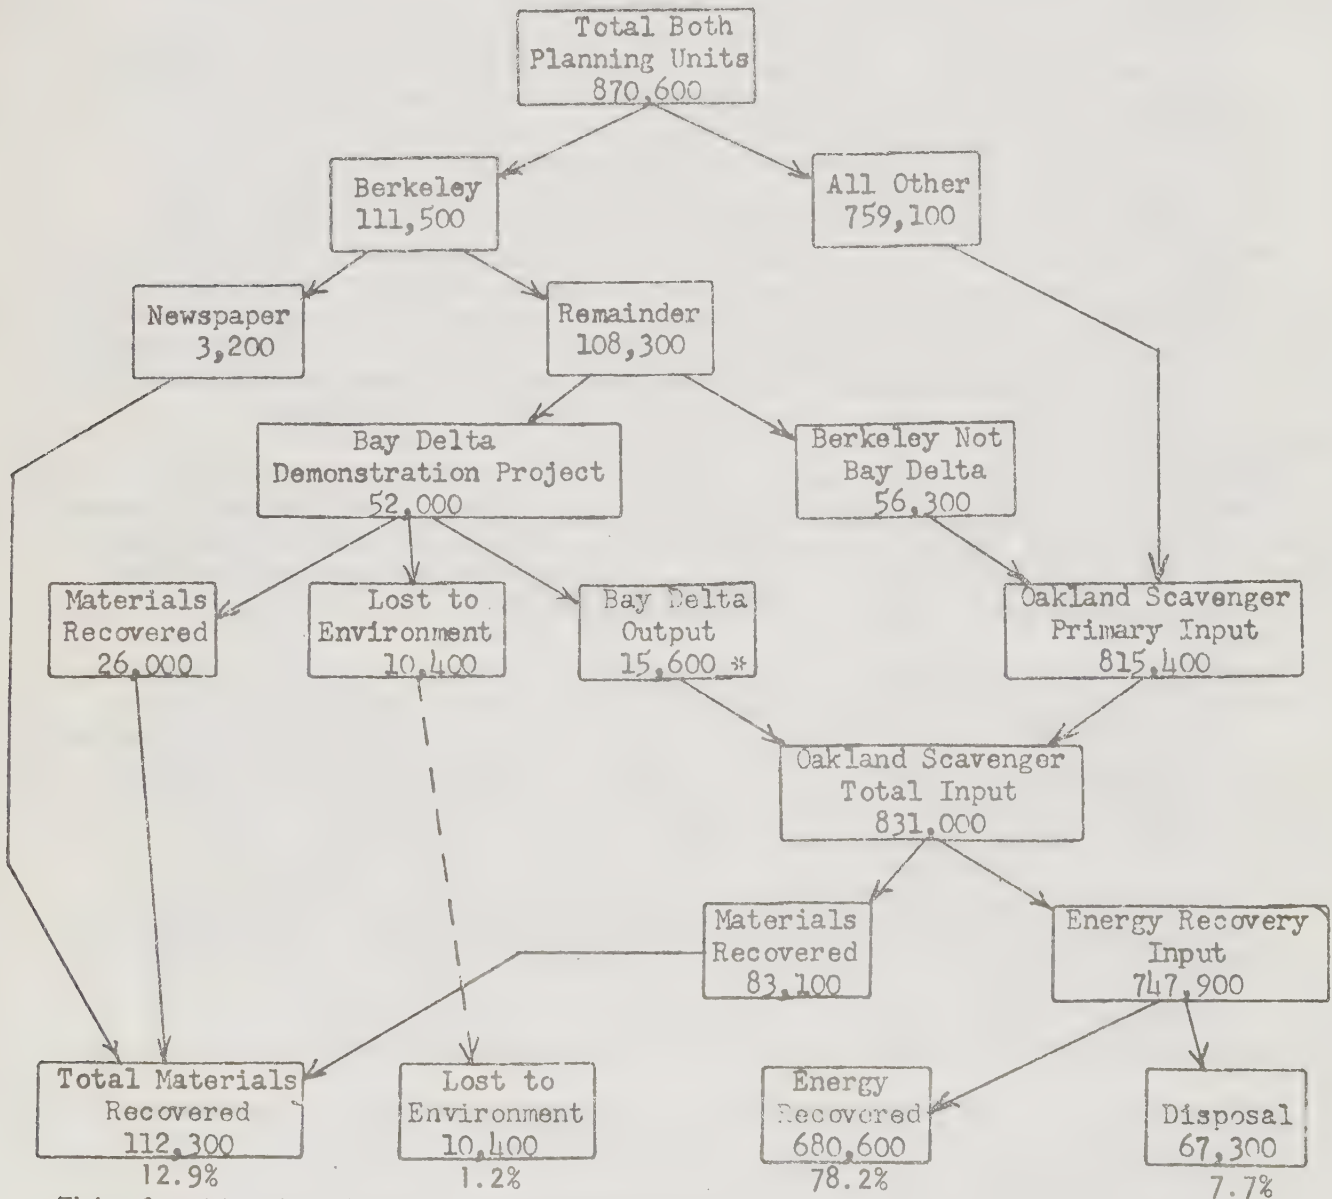 Total Both
Planning Units
870,600
Berkeley
111,500
All Other
759,100
Newspaper
3,200
Remainder
108,300
Bay Delta
Demonstration Project
52,000
Berkeley Not
Bay Delta
56,300
Materials
Recovered
26,000
Lost to
Environment
10,400
Bay Delta
Output
15,600 *
Oakland Scavenger
Primary Input
815,400
Oakland Scavenger
Total Input
831,000
Materials
Recovered
83,100
Energy Recovery
Input
747,900
Total Materials
Recovered
112,300
12.9%
Lost to
Environment
10,400
1.2%
Energy
Recovered
680,600
78.2%
Disposal
67,300
7.7%